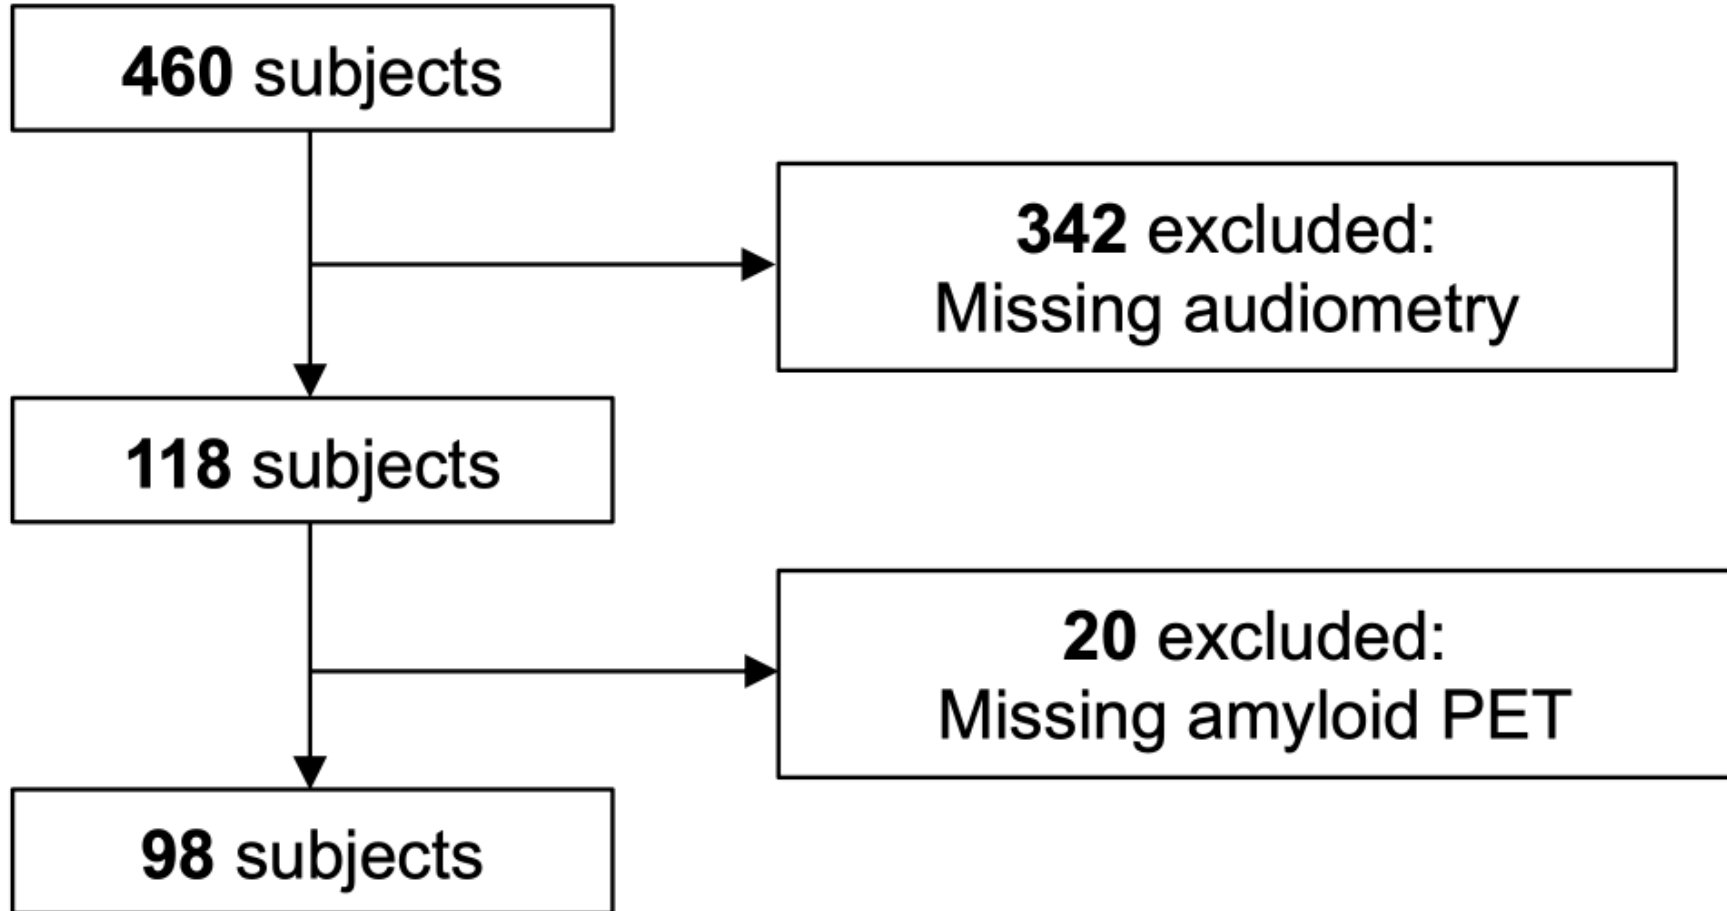 460 subjects
342 excluded:
Missing audiometry
118 subjects
20 excluded:
Missing amyloid PET
98 subjects